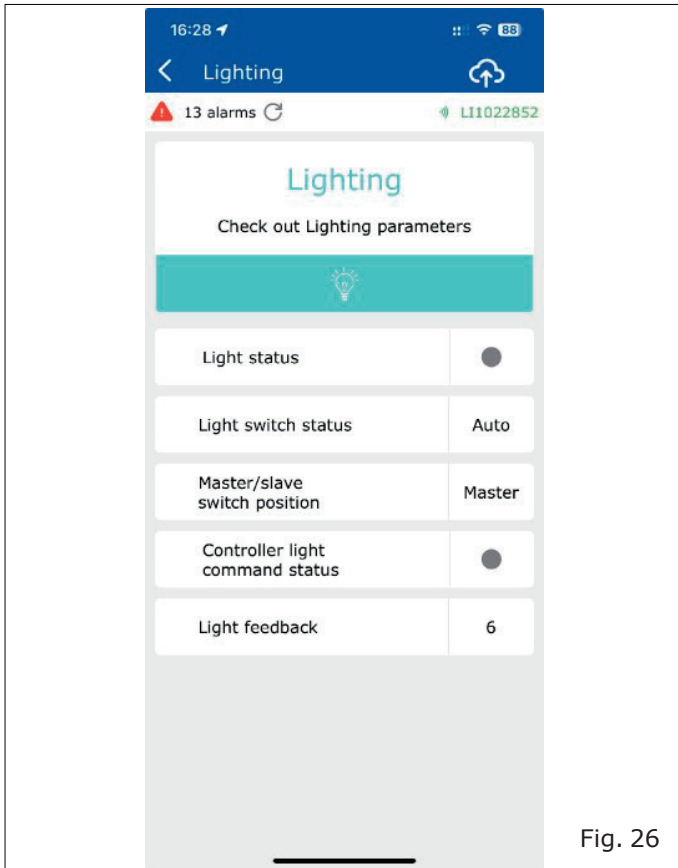 16:28
88
Lighting
13 alarms
LI1022852
Lighting
Check out Lighting parameters
Light status
Light switch status
Auto
Master/slave
switch position
Master
Controller light
command status
Light feedback
6
Fig. 26